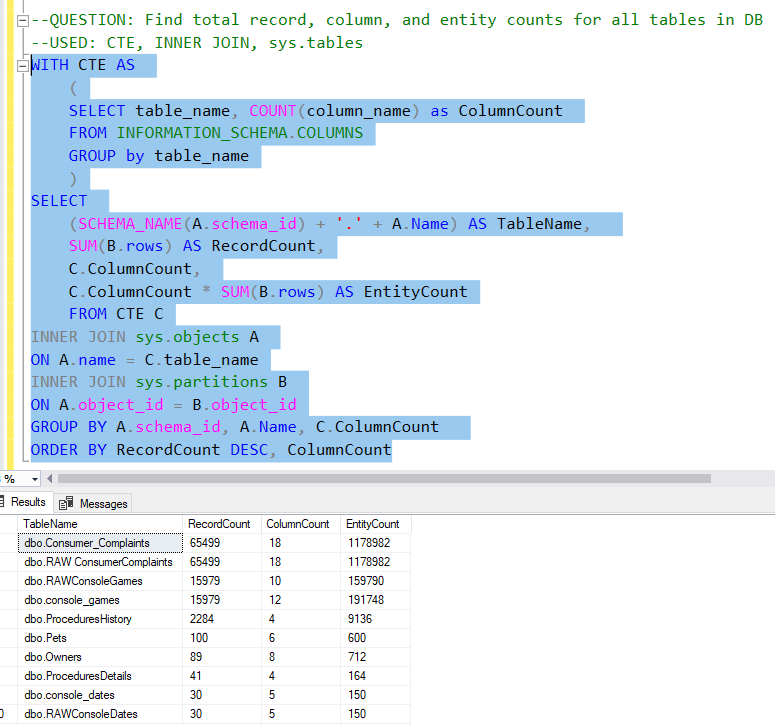 --QUESTION: Find total record, column, and entity counts for all tables in DB
--USED: CTE, INNER JOIN, sys.tables
WITH CTE AS
(
SELECT table_name, COUNT(column_name) as ColumnCount
FROM INFORMATION_SCHEMA.COLUMNS
GROUP by table_name
)
SELECT
(SCHEMA_NAME(A.schema_id) + '.' + A.Name) AS TableName,
SUM(B.rows) AS RecordCount,
C.ColumnCount,
C.ColumnCount * SUM(B.rows) AS EntityCount
FROM CTE C
INNER JOIN sys.objects A
ON A.name = C.table_name
INNER JOIN sys.partitions B
ON A.object_id = B.object_id
GROUP BY A.schema_id, A.Name, C.ColumnCount
ORDER BY RecordCount DESC, ColumnCount
%
Results Messages
TableName RecordCount ColumnCount EntityCount
dbo.Consumer_Complaints 65499 18 1178982
dbo.RAW ConsumerComplaints 65499 18 1178982
dbo.RAWConsoleGames 15979 10 159790
dbo.console_games 15979 12 191748
dbo.ProceduresHistory 2284 4 9136
dbo.Pets 100 6 600
dbo.Owners 89 8 712
dbo.ProceduresDetails 41 4 164
dbo.console_dates 30 5 150
0 dbo.RAWConsoleDates 30 5 150